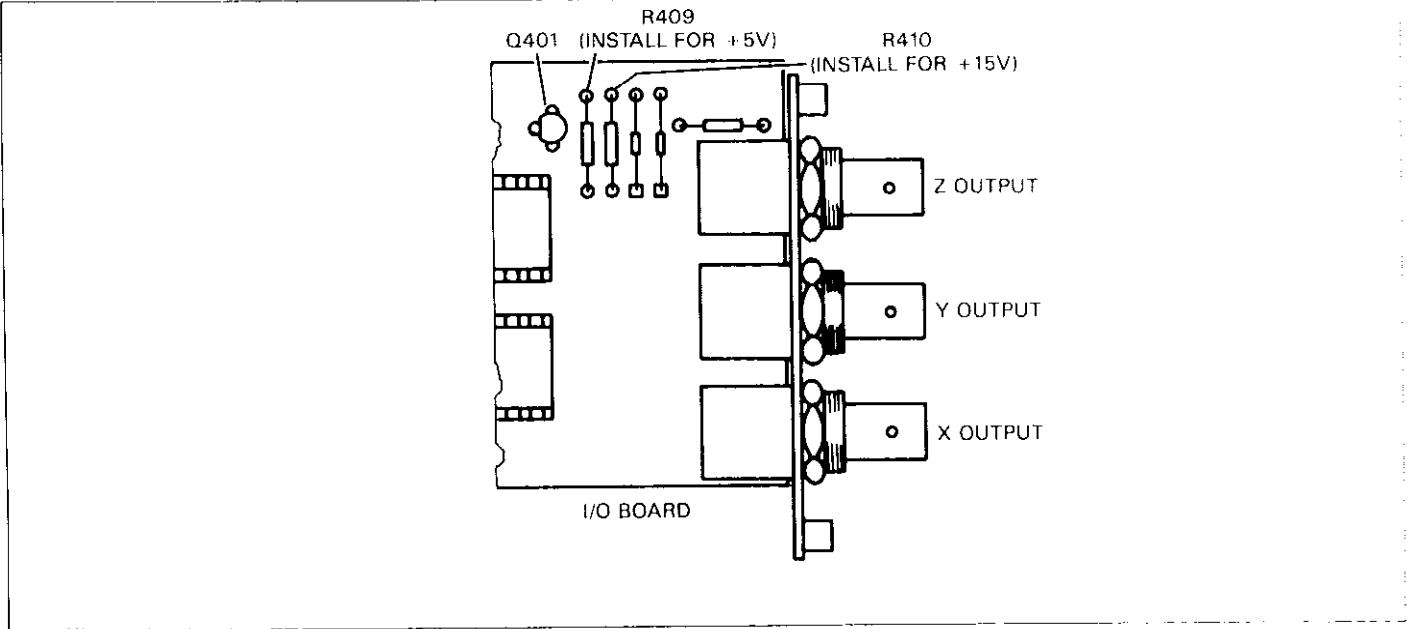 R409
Q401 (INSTALL FOR +5V)
R410
(INSTALL FOR +15V)
Z OUTPUT
Y OUTPUT
X OUTPUT
I/O BOARD